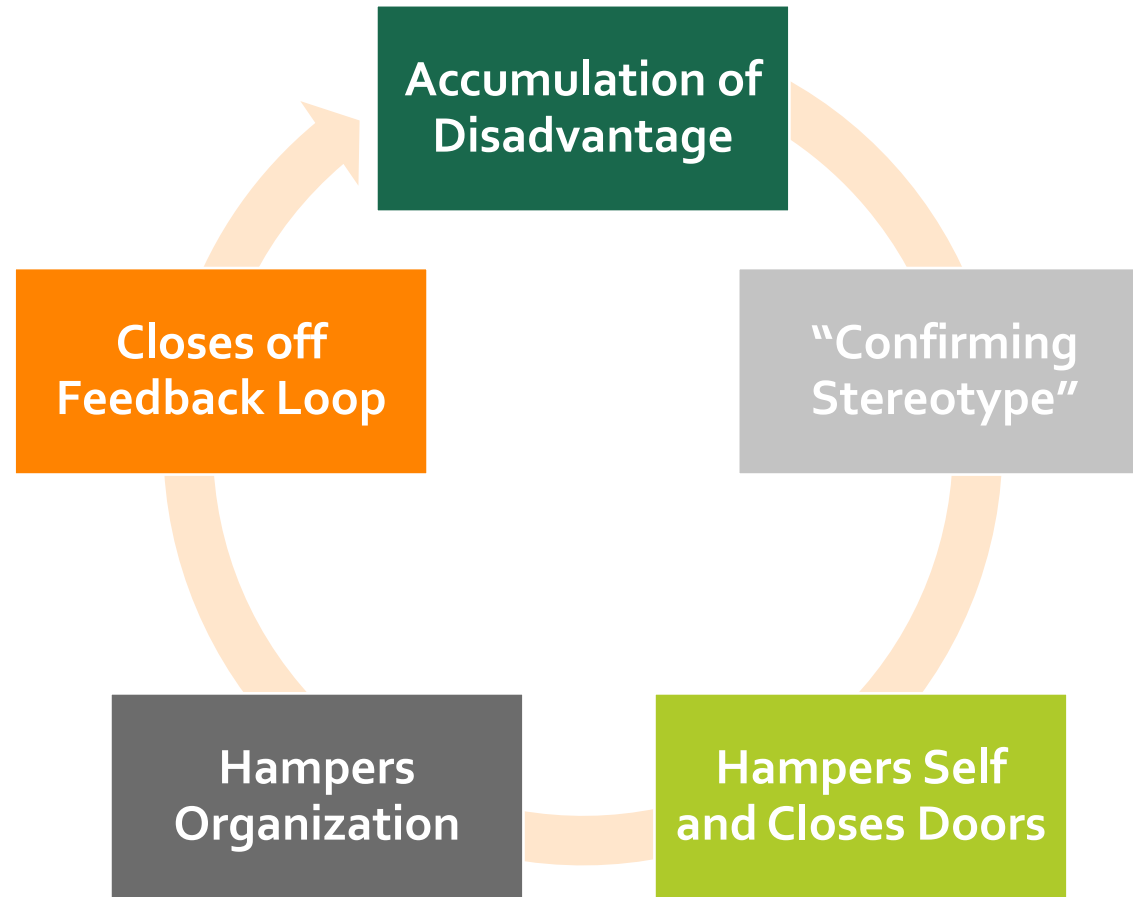 Accumulation of
Disadvantage
“Confirming
Stereotype”
Hampers Self
and Closes Doors
Hampers
Organization
Closes off
Feedback Loop